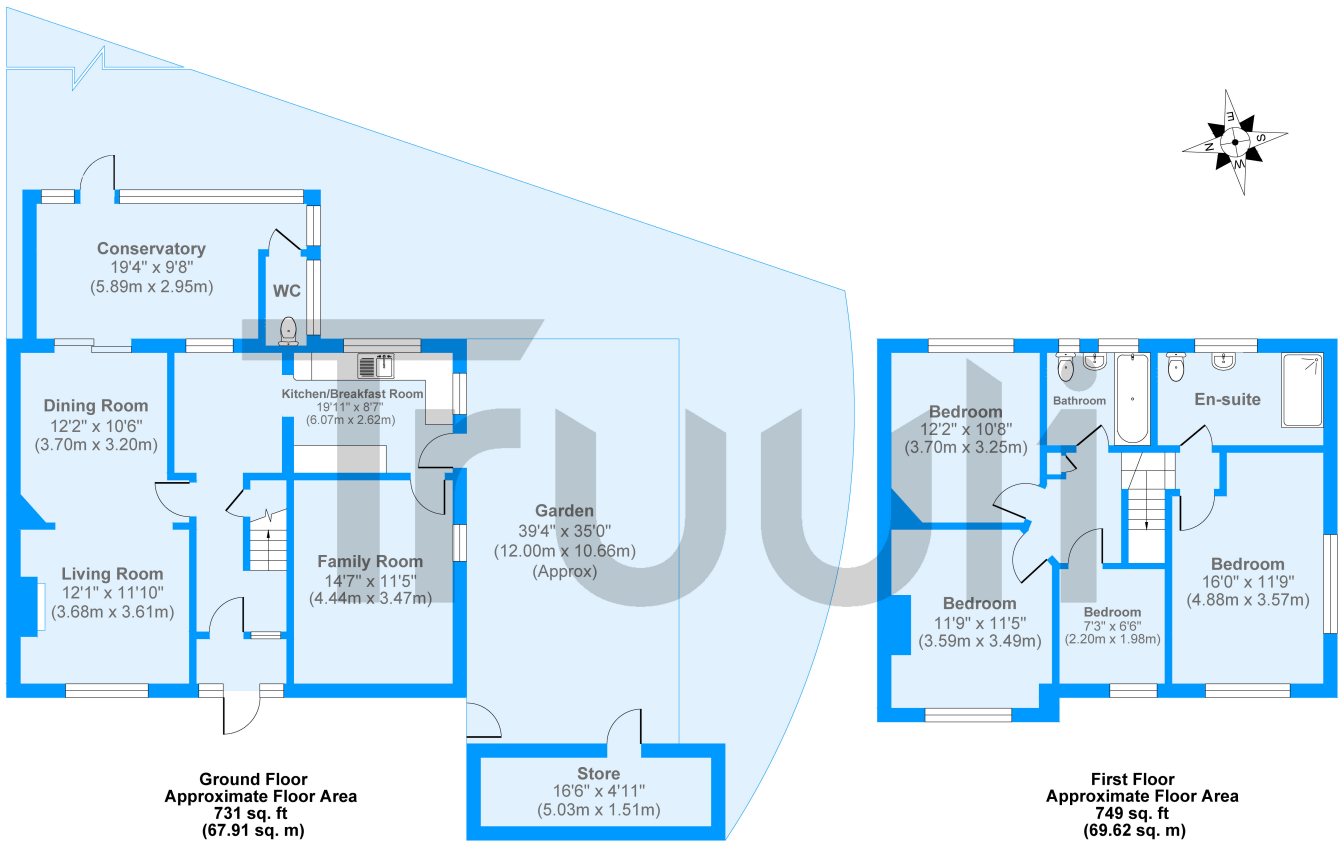 E
N
S
W
Conservatory
19'4" x 9'8"
(5.89m x 2.95m)
WC
Kitchen/Breakfast Room
19'11" x 8'7"
(6.07m x 2.62m)
Dining Room
12'2" x 10'6"
(3.70m x 3.20m)
Living Room
12'1" x 11'10"
(3.68m x 3.61m)
Family Room
14'7" x 11'5"
(4.44m x 3.47m)
Garden
39'4" x 35'0"
(12.00m x 10.66m)
(Approx)
Store
16'6" x 4'11"
(5.03m x 1.51m)
Ground Floor
Approximate Floor Area
731 sq. ft
(67.91 sq. m)
Bedroom
12'2" x 10'8"
(3.70m x 3.25m)
Bathroom
En-suite
Bedroom
11'9" x 11'5"
(3.59m x 3.49m)
Bedroom
7'3" x 6'6"
(2.20m x 1.98m)
Bedroom
16'0" x 11'9"
(4.88m x 3.57m)
First Floor
Approximate Floor Area
749 sq. ft
(69.62 sq. m)
Truuli